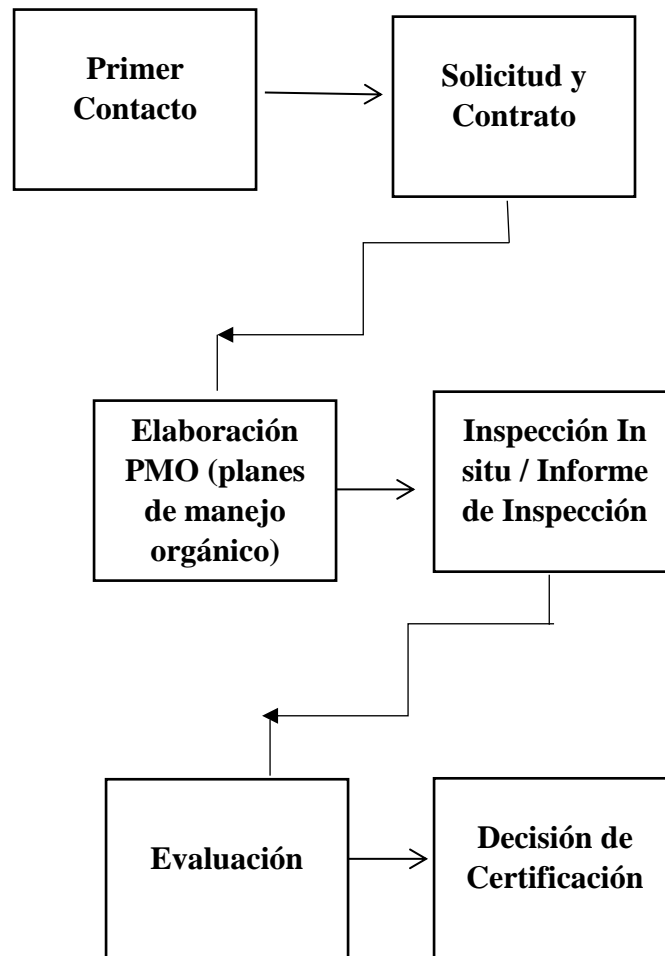 Primer
Contacto
Solicitud y
Contrato
Elaboración
PMO (planes
de manejo
orgánico)
Inspección In
situ / Informe
de Inspección
Evaluación
Decisión de
Certificación